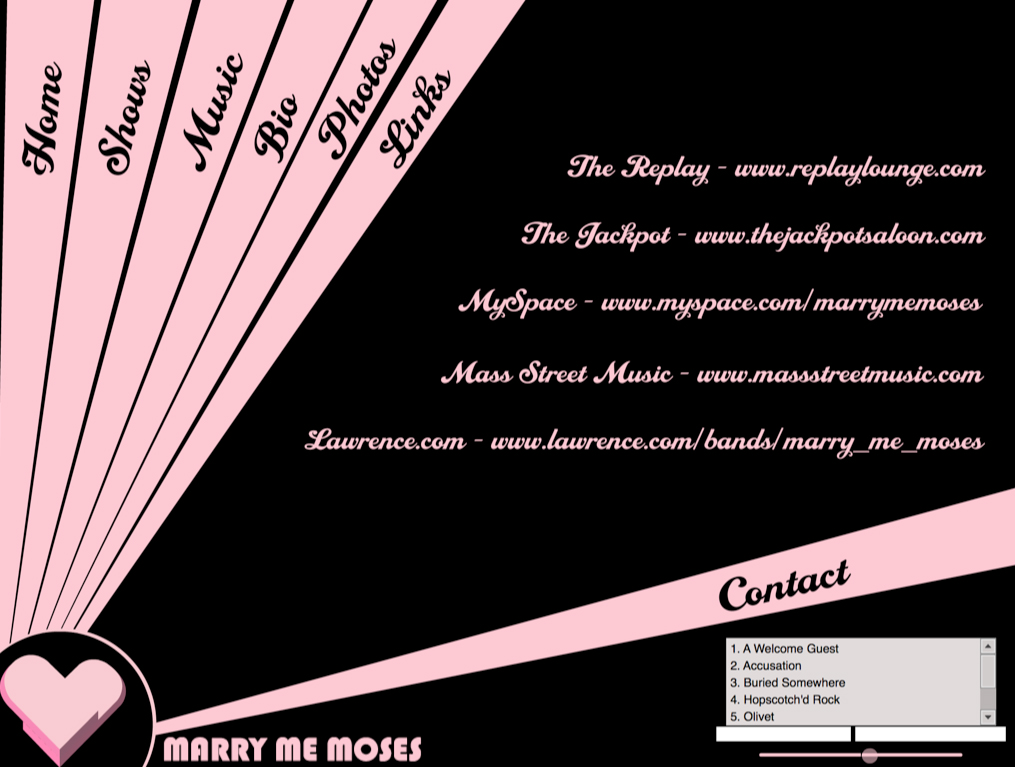 Home
Shows
Music
Bio
Photos
Links
The Replay - www.replaylounge.com
The Jackpot - www.thejackpotsaloon.com
MySpace - www.myspace.com/marrymemoses
Mass Street Music - www.massstreetmusic.com
Lawrence.com - www.lawrence.com/bands/marry_me_moses
Contact
1. A Welcome Guest
2. Accusation
3. Buried Somewhere
4. Hopscotch'd Rock
5. Olivet
MARRY ME MOSES